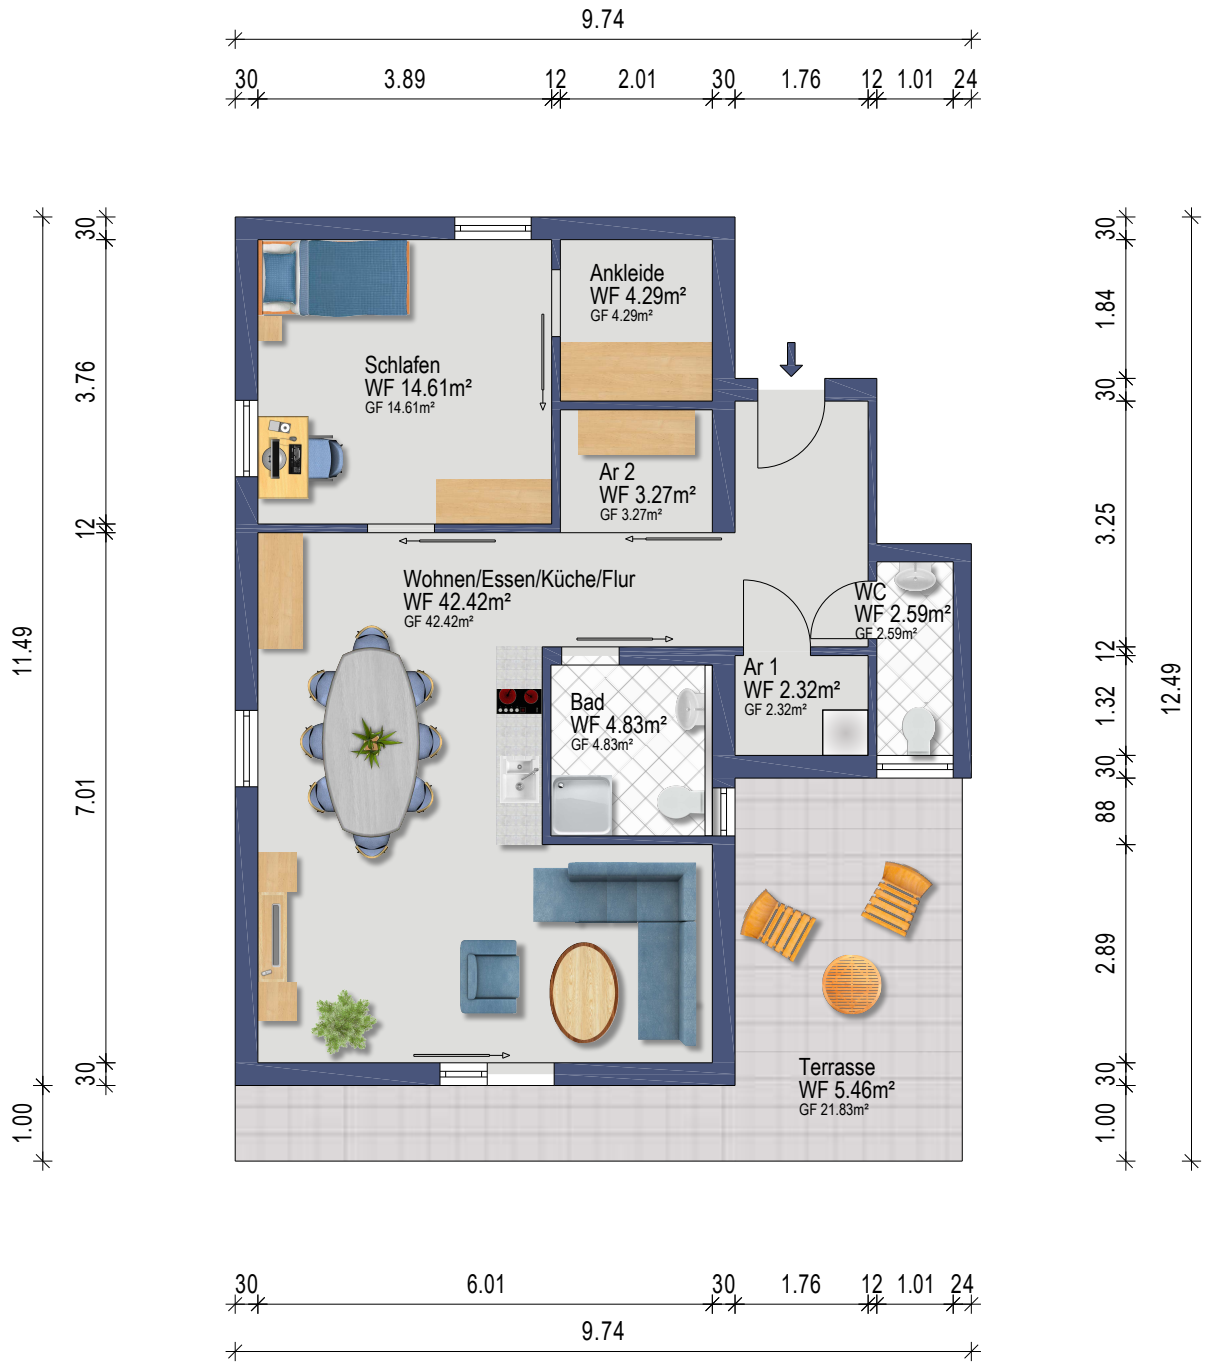 9.74
30 3.89 12 2.01 30 1.76 12 1.01 24
30
3.76
12
7.01
30
11.49
1.00
Ankleide
WF 4.29m²
GF 4.29m²
Schlafen
WF 14.61m²
GF 14.61m²
Ar 2
WF 3.27m²
GF 3.27m²
Wohnen/Essen/Küche/Flur
WF 42.42m²
GF 42.42m²
WC
WF 2.59m²
GF 2.59m²
Ar 1
WF 2.32m²
GF 2.32m²
Bad
WF 4.83m²
GF 4.83m²
Terrasse
WF 5.46m²
GF 21.83m²
30
1.84
30
3.25
12
1.32
30
88
2.89
30
1.00
12.49
30 6.01 30 1.76 12 1.01 24
9.74